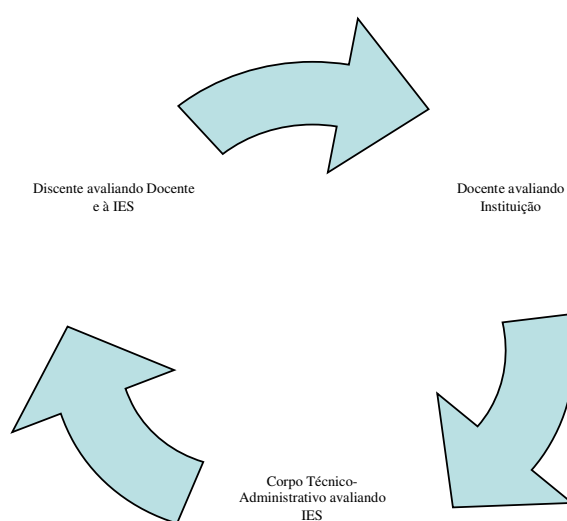 Discente avaliando Docente
e à IES
Docente avaliando
Instituição
Corpo Técnico-
Administrativo avaliando
IES